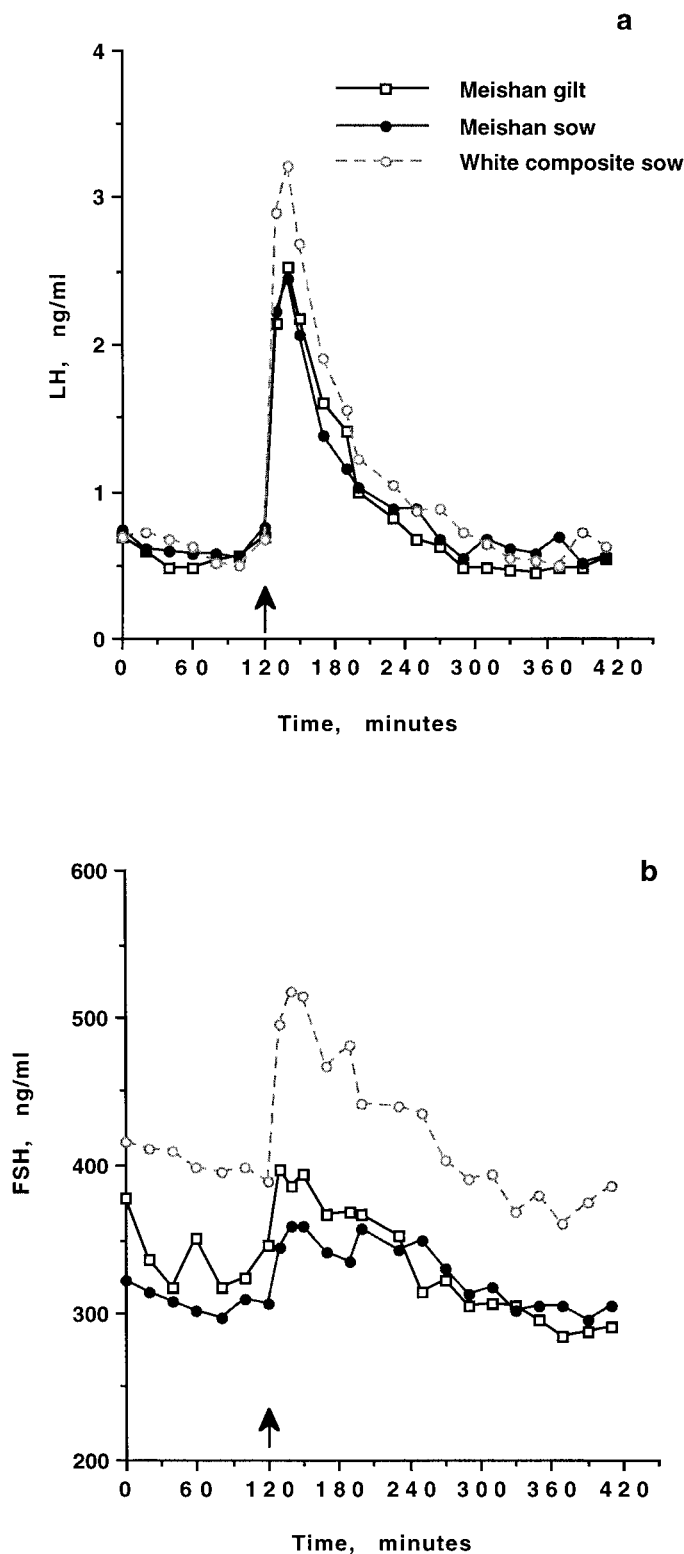 a
4
Meishan gilt
Meishan sow
White composite sow
3
LH, ng/ml
2
1
0
0 60 120 180 240 300 360 420
Time, minutes
600
b
500
FSH, ng/ml
400
300
200
0 60 120 180 240 300 360 420
Time, minutes